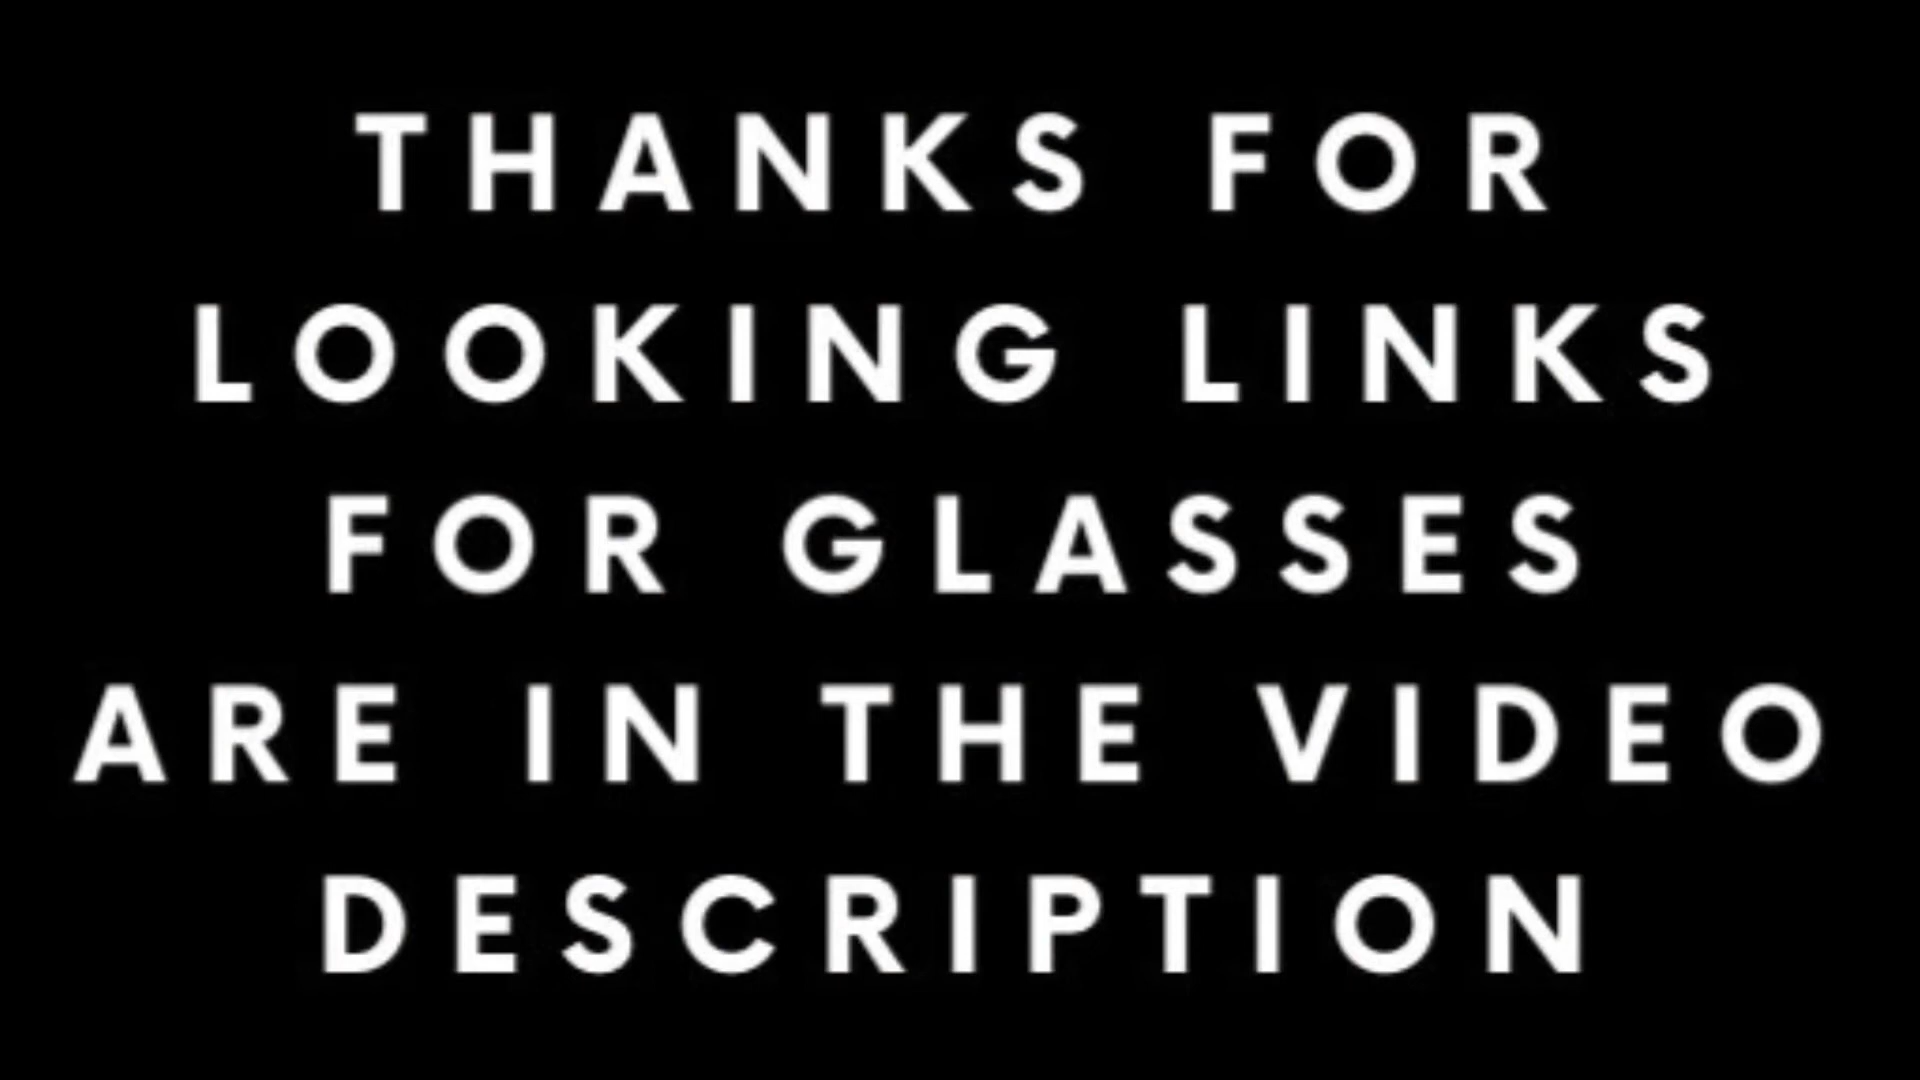 THANKS FOR
LOOKING LINKS
FOR GLASSES
ARE IN THE VIDEO
DESCRIPTION